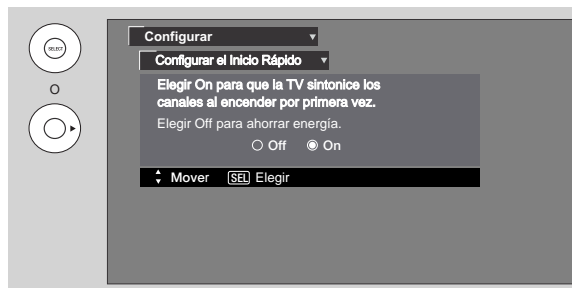 SELECT
O
Configurar
Configurar el Inicio Rápido
Elegir On para que la TV sintonice los
canales al encender por primera vez.
Elegir Off para ahorrar energía.
Off On
Mover SEL Elegir